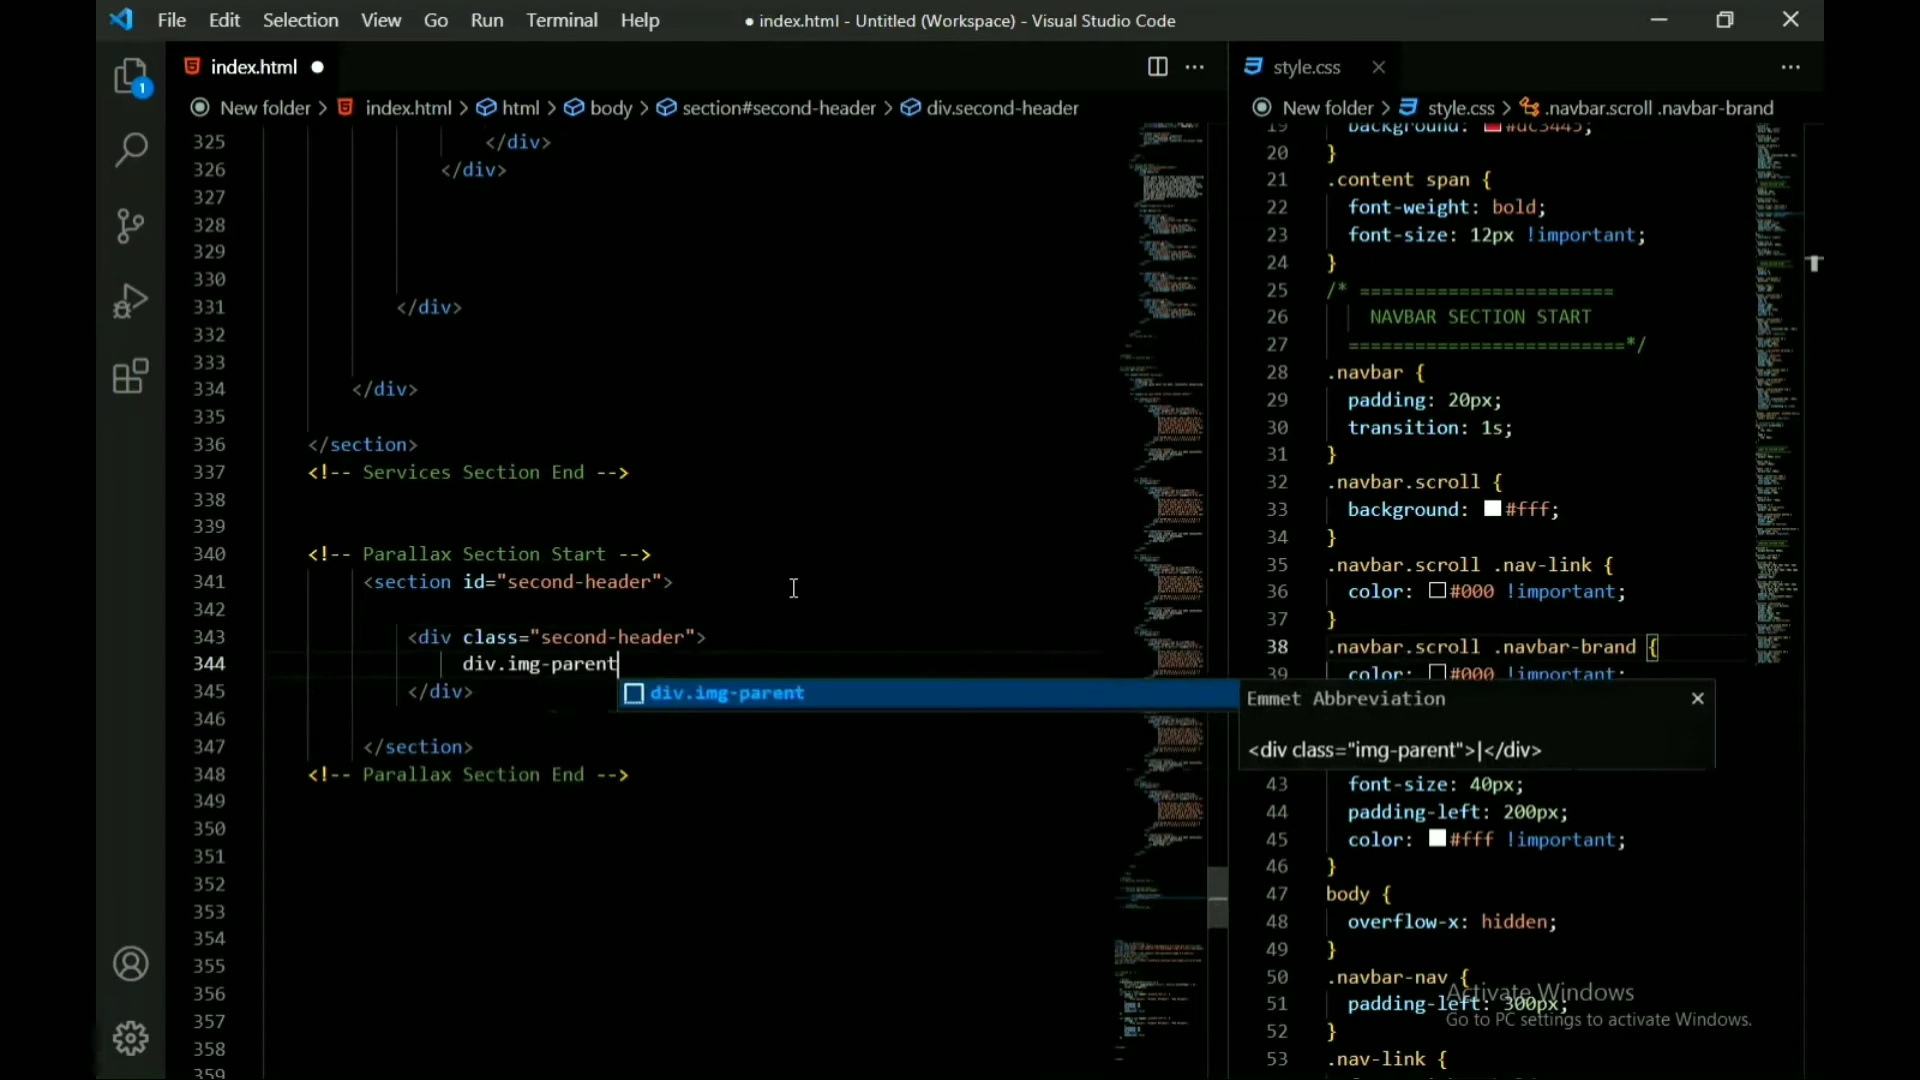 File Edit Selection View Go Run Terminal Help
● index.html - Untitled (Workspace) - Visual Studio Code
index.html ●
New folder > index.html > html > body > section#second-header > div.second-header
1
325 </div>
326 </div>
327
328
329
330
331 </div>
332
333
334 </div>
335
336 </section>
337 <!-- Services Section End -->
338
339
340 <!-- Parallax Section Start -->
341 <section id="second-header">
342
343 <div class="second-header">
344 div.img-parent
345 </div>
346
347 </section>
348 <!-- Parallax Section End -->
349
350
351
352
353
354
355
356
357
358
359
div.img-parent
Emmet Abbreviation
<div class="img-parent">|</div>
style.css
New folder > style.css > .navbar.scroll .navbar-brand
19 background: #dc3445;
20 }
21 .content span {
22 font-weight: bold;
23 font-size: 12px !important;
24 }
25 /* =======================
26 NAVBAR SECTION START
27 =========================*/
28 .navbar {
29 padding: 20px;
30 transition: 1s;
31 }
32 .navbar.scroll {
33 background: #fff;
34 }
35 .navbar.scroll .nav-link {
36 color: #000 !important;
37 }
38 .navbar.scroll .navbar-brand {
39 color: #000 !important;
43 font-size: 40px;
44 padding-left: 200px;
45 color: #fff !important;
46 }
47 body {
48 overflow-x: hidden;
49 }
50 .navbar-nav {
51 padding-left: 300px;
52 }
53 .nav-link {
Activate Windows
Go to PC settings to activate Windows.